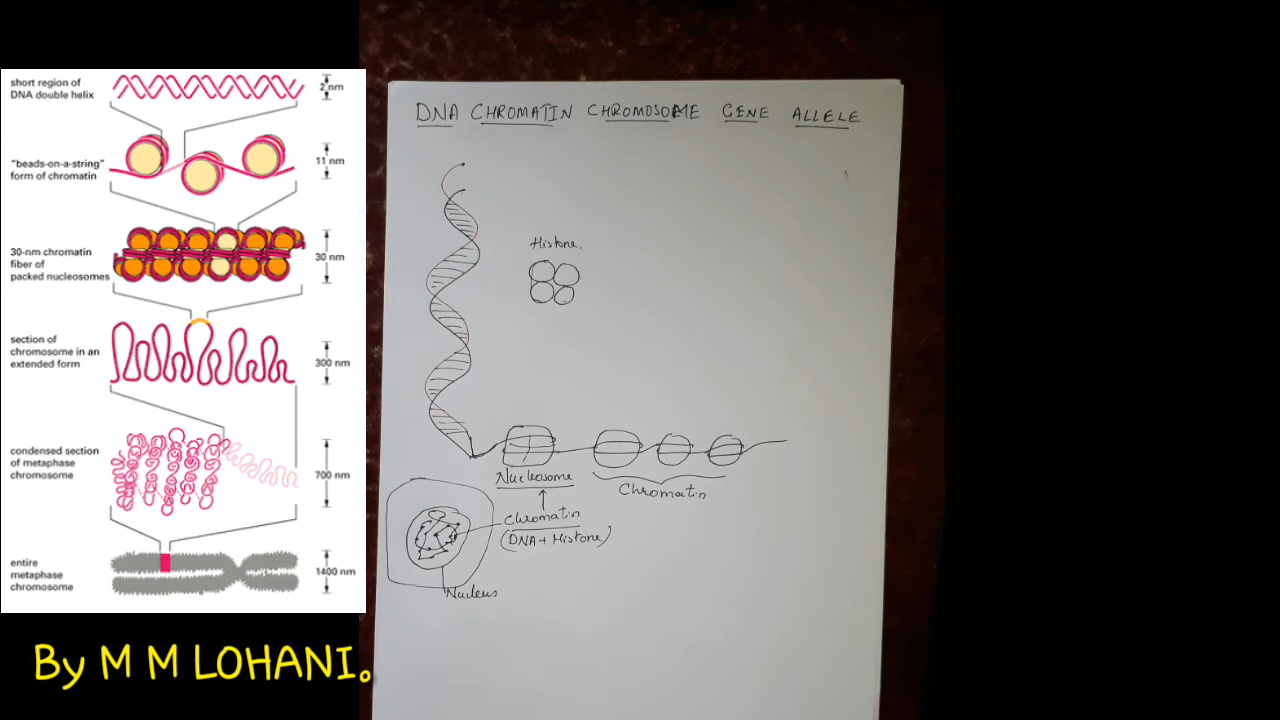 short region of
DNA double helix
2 nm
"beads-on-a-string"
form of chromatin
11 nm
30-nm chromatin
fiber of
packed nucleosomes
30 nm
section of
chromosome in an
extended form
300 nm
condensed section
of metaphase
chromosome
700 nm
entire
metaphase
chromosome
1400 nm
By M M LOHANI.
DNA CHROMATIN CHROMOSOME GENE ALLELE
Histone.
Nucleosome
Chromatin
Chromatin
(DNA + Histone)
Nucleus